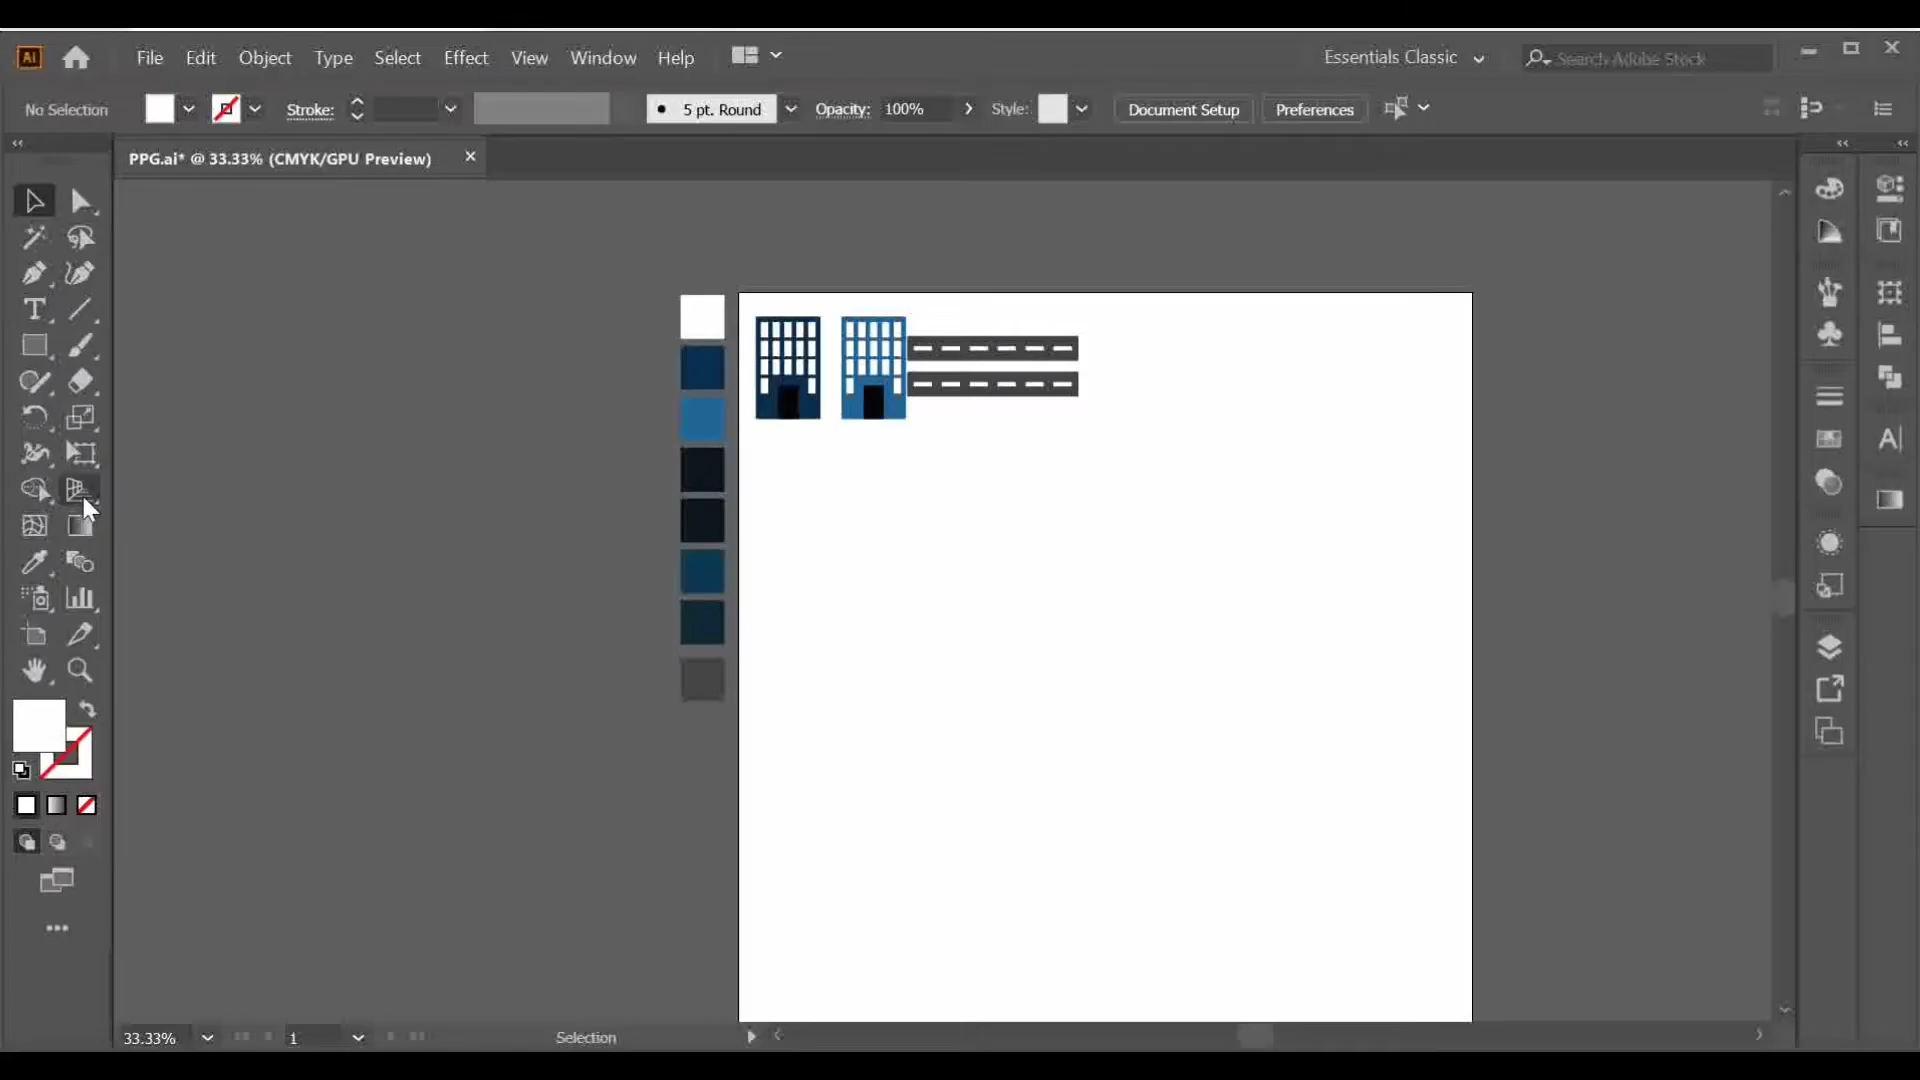 Ai File Edit Object Type Select Effect View Window Help Essentials Classic Search Adobe Stock
No Selection Stroke: 5 pt. Round Opacity: 100% Style: Document Setup Preferences
PPG.ai* @ 33.33% (CMYK/GPU Preview)
33.33% 1 Selection